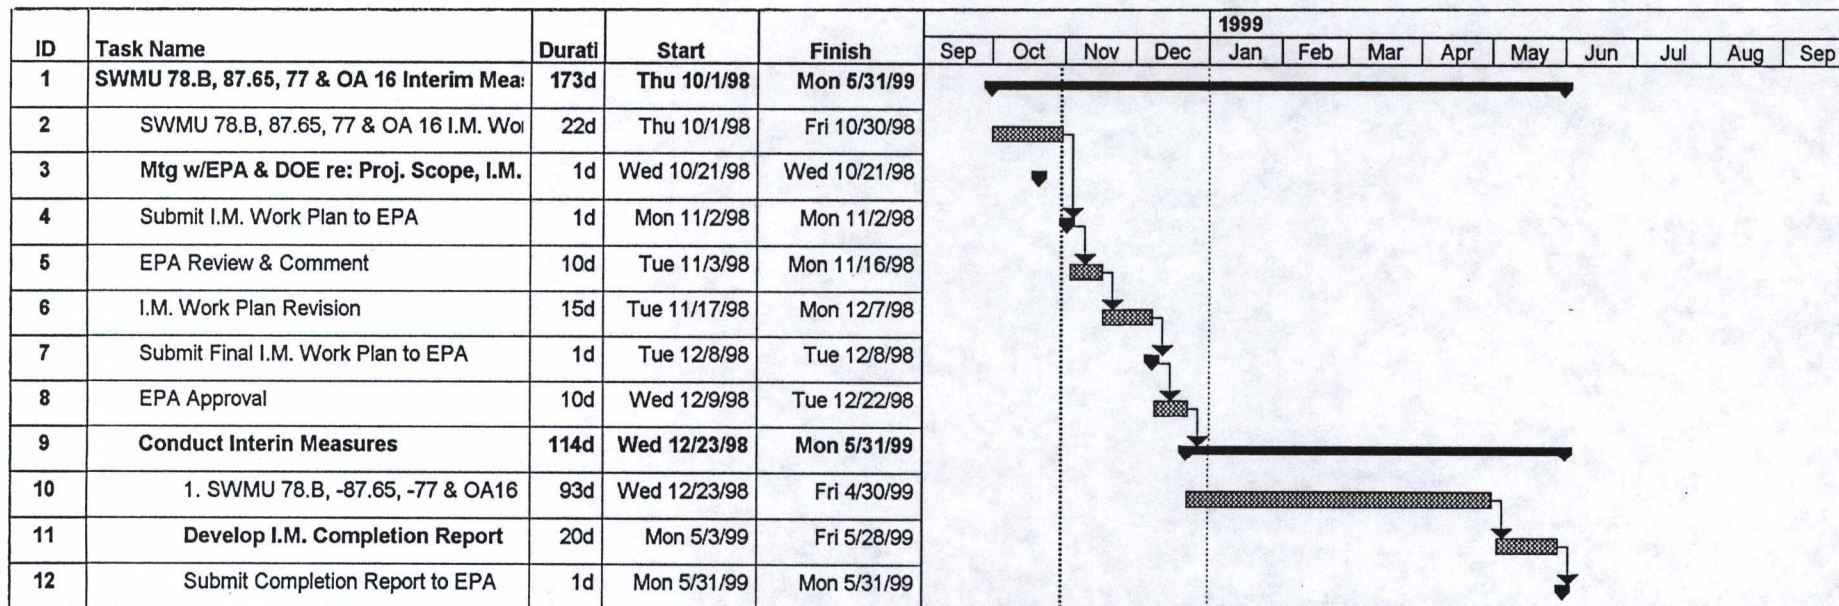 1999
ID Task Name Durati Start Finish Sep Oct Nov Dec Jan Feb Mar Apr May Jun Jul Aug Sep
1 SWMU 78.B, 87.65, 77 & OA 16 Interim Mea: 173d Thu 10/1/98 Mon 5/31/99
2 SWMU 78.B, 87.65, 77 & OA 16 I.M. Wo 22d Thu 10/1/98 Fri 10/30/98
3 Mtg w/EPA & DOE re: Proj. Scope, I.M. 1d Wed 10/21/98 Wed 10/21/98
4 Submit I.M. Work Plan to EPA 1d Mon 11/2/98 Mon 11/2/98
5 EPA Review & Comment 10d Tue 11/3/98 Mon 11/16/98
6 I.M. Work Plan Revision 15d Tue 11/17/98 Mon 12/7/98
7 Submit Final I.M. Work Plan to EPA 1d Tue 12/8/98 Tue 12/8/98
8 EPA Approval 10d Wed 12/9/98 Tue 12/22/98
9 Conduct Interin Measures 114d Wed 12/23/98 Mon 5/31/99
10 1. SWMU 78.B, -87.65, -77 & OA16 93d Wed 12/23/98 Fri 4/30/99
11 Develop I.M. Completion Report 20d Mon 5/3/99 Fri 5/28/99
12 Submit Completion Report to EPA 1d Mon 5/31/99 Mon 5/31/99